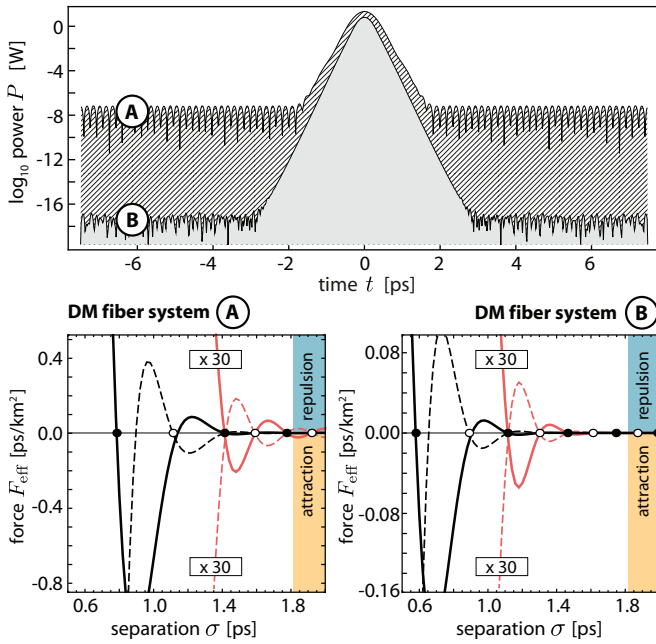 0
-4
-8
-12
-16
log₁₀ power P [W]
A
B
-6
-4
-2
0
2
4
6
time t [ps]
DM fiber system A
0.4
0.0
-0.4
-0.8
force F_eff [ps/km²]
x 30
x 30
repulsion
attraction
0.6
1.0
1.4
1.8
separation σ [ps]
DM fiber system B
0.08
0.00
-0.08
-0.16
force F_eff [ps/km²]
x 30
x 30
repulsion
attraction
0.6
1.0
1.4
1.8
separation σ [ps]